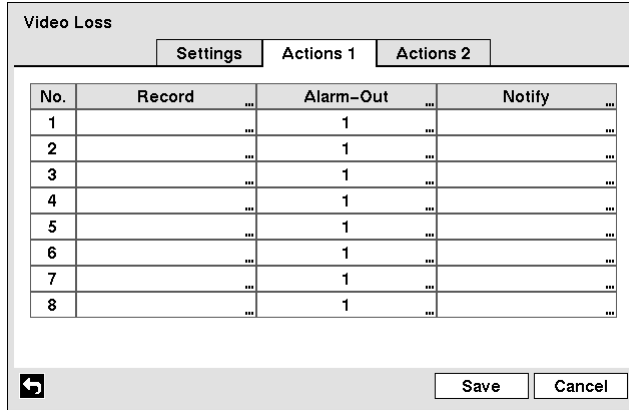 Video Loss
Settings Actions 1 Actions 2
No. Record ... Alarm-Out ... Notify ...
1 ... 1 ... ...
2 ... 1 ... ...
3 ... 1 ... ...
4 ... 1 ... ...
5 ... 1 ... ...
6 ... 1 ... ...
7 ... 1 ... ...
8 ... 1 ... ...
Save Cancel